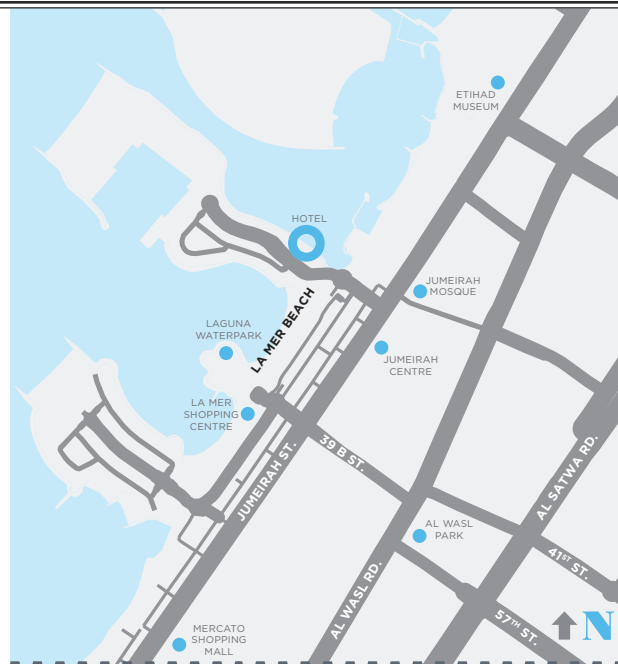 ETIHAD
MUSEUM
HOTEL
JUMEIRAH
MOSQUE
LA MER BEACH
LAGUNA
WATERPARK
JUMEIRAH
CENTRE
LA MER
SHOPPING
CENTRE
39 B ST.
JUMEIRAH ST.
AL SATWA RD.
AL WASL
PARK
41ST ST.
AL WASL RD.
57TH ST.
N
MERCATO
SHOPPING
MALL